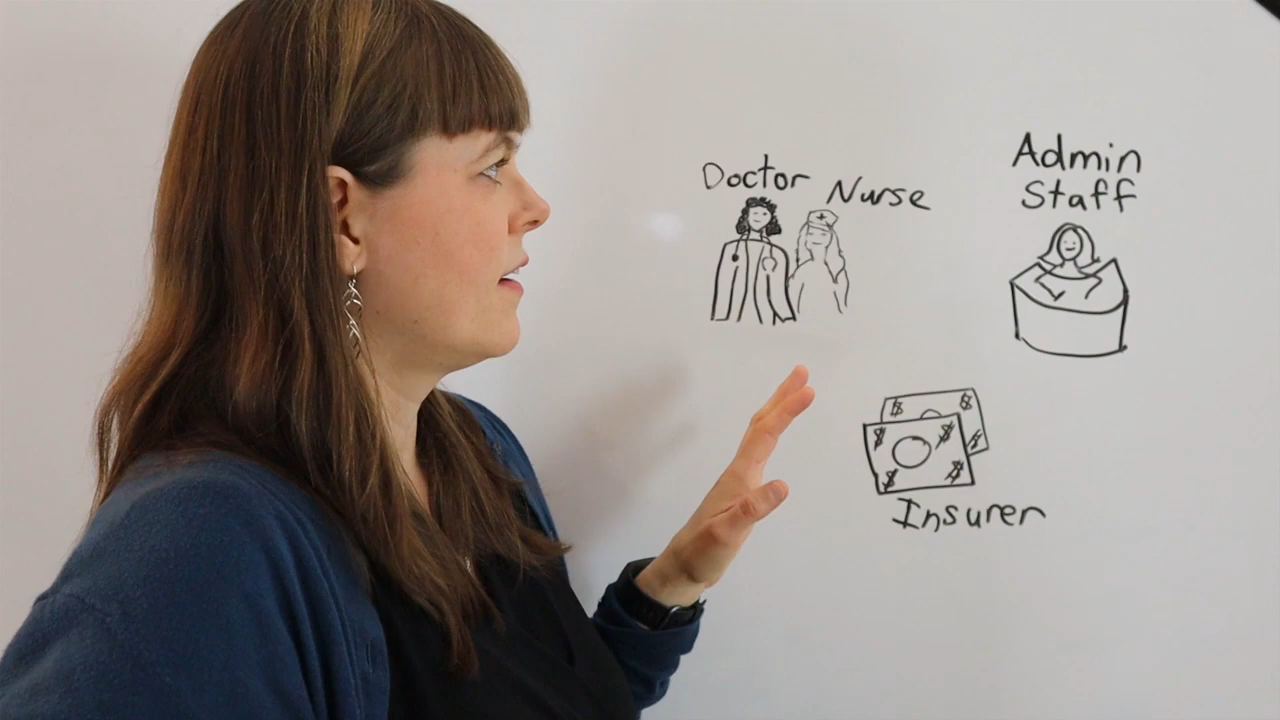 Doctor
Nurse
Admin
Staff
$ $
$
$ $
$ $
Insurer